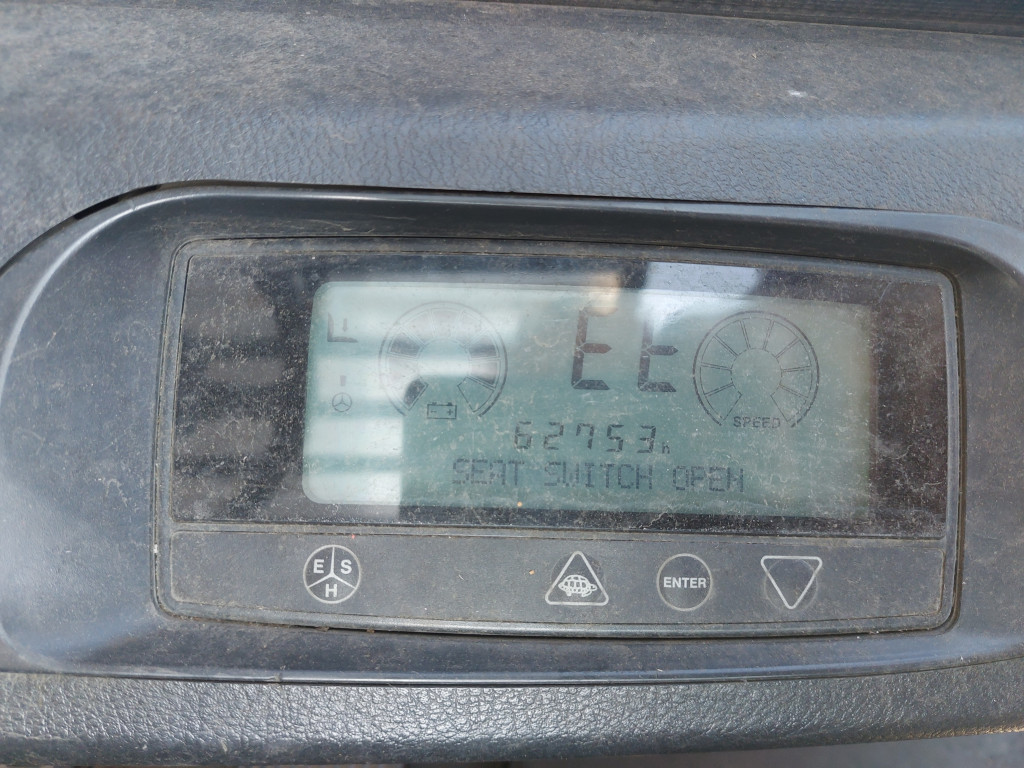 EE
SPEED
62753h
SEAT SWITCH OPEN
E S
H
ENTER